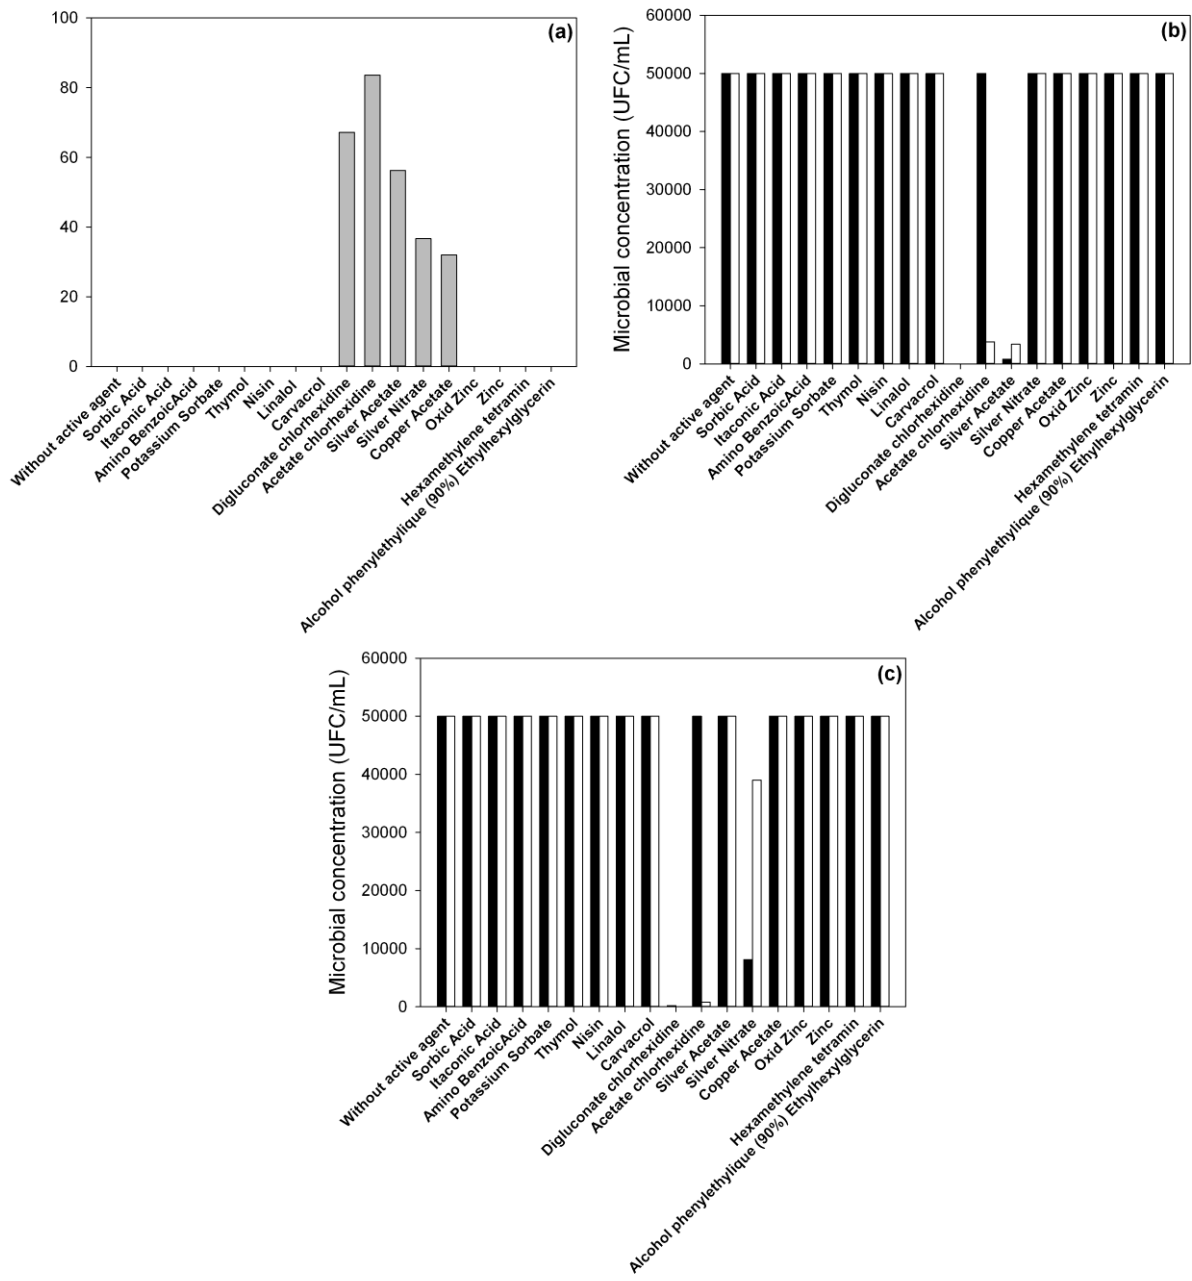 (a)
100
80
60
40
20
0
Without active agent
Sorbic Acid
Itaconic Acid
Amino BenzoicAcid
Potassium Sorbate
Thymol
Nisin
Linalol
Carvacrol
Digluconate chlorhexidine
Acetate chlorhexidine
Silver Acetate
Silver Nitrate
Copper Acetate
Oxid Zinc
Zinc
Hexamethylene tetramin
Alcohol phenylethylique (90%) Ethylhexylglycerin
(b)
Microbial concentration (UFC/mL)
60000
50000
40000
30000
20000
10000
0
Without active agent
Sorbic Acid
Itaconic Acid
Amino BenzoicAcid
Potassium Sorbate
Thymol
Nisin
Linalol
Carvacrol
Digluconate chlorhexidine
Acetate chlorhexidine
Silver Acetate
Silver Nitrate
Copper Acetate
Oxid Zinc
Zinc
Hexamethylene tetramin
Alcohol phenylethylique (90%) Ethylhexylglycerin
(c)
Microbial concentration (UFC/mL)
60000
50000
40000
30000
20000
10000
0
Without active agent
Sorbic Acid
Itaconic Acid
Amino BenzoicAcid
Potassium Sorbate
Thymol
Nisin
Linalol
Carvacrol
Digluconate chlorhexidine
Acetate chlorhexidine
Silver Acetate
Silver Nitrate
Copper Acetate
Oxid Zinc
Zinc
Hexamethylene tetramin
Alcohol phenylethylique (90%) Ethylhexylglycerin